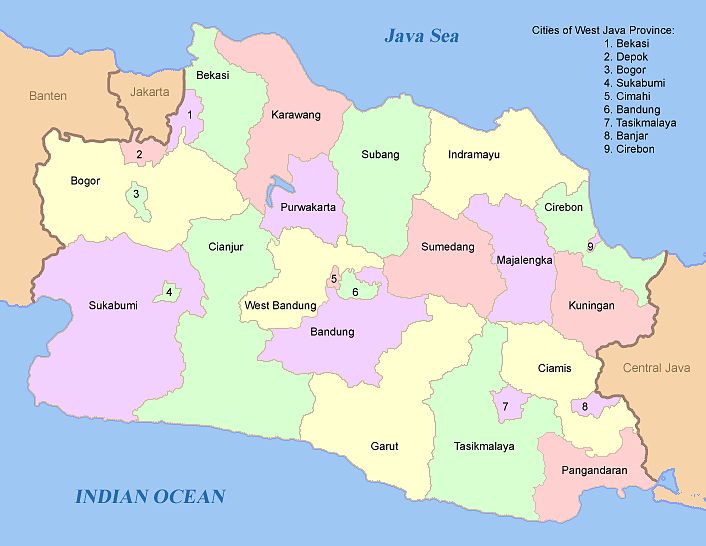 Java Sea
Cities of West Java Province:
1. Bekasi
2. Depok
3. Bogor
4. Sukabumi
5. Cimahi
6. Bandung
7. Tasikmalaya
8. Banjar
9. Cirebon
Banten
Jakarta
Bekasi
1
Karawang
2
Subang
Indramayu
Bogor
3
Purwakarta
Cirebon
Cianjur
Sumedang
9
Majalengka
5
4
6
Sukabumi
West Bandung
Kuningan
Bandung
Ciamis
Central Java
7
8
Garut
Tasikmalaya
Pangandaran
INDIAN OCEAN